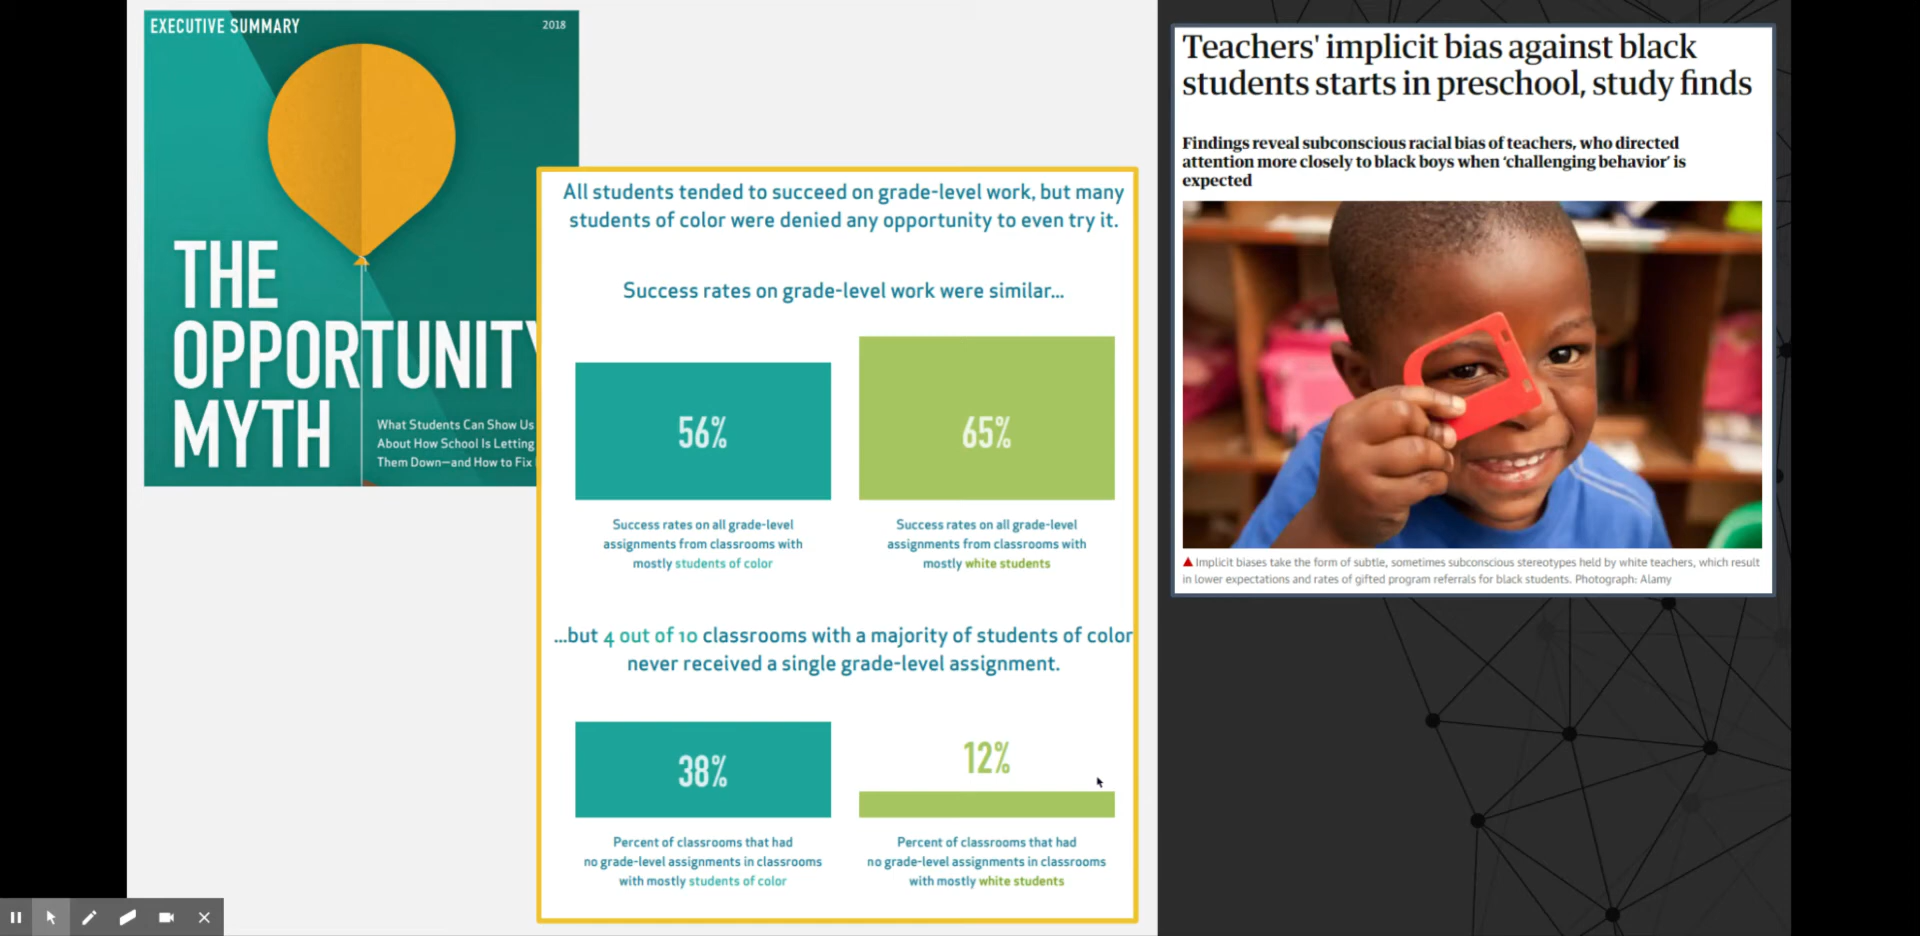 EXECUTIVE SUMMARY
2018
THE
OPPORTUNITY
MYTH
What Students Can Show Us
About How School Is Letting
Them Down—and How to Fix
All students tended to succeed on grade-level work, but many
students of color were denied any opportunity to even try it.
Success rates on grade-level work were similar...
56%
65%
Success rates on all grade-level
assignments from classrooms with
mostly students of color
Success rates on all grade-level
assignments from classrooms with
mostly white students
...but 4 out of 10 classrooms with a majority of students of color
never received a single grade-level assignment.
38%
12%
Percent of classrooms that had
no grade-level assignments in classrooms
with mostly students of color
Percent of classrooms that had
no grade-level assignments in classrooms
with mostly white students
Teachers' implicit bias against black
students starts in preschool, study finds
Findings reveal subconscious racial bias of teachers, who directed
attention more closely to black boys when ‘challenging behavior’ is
expected
Implicit biases take the form of subtle, sometimes subconscious stereotypes held by white teachers, which result
in lower expectations and rates of gifted program referrals for black students. Photograph: Alamy